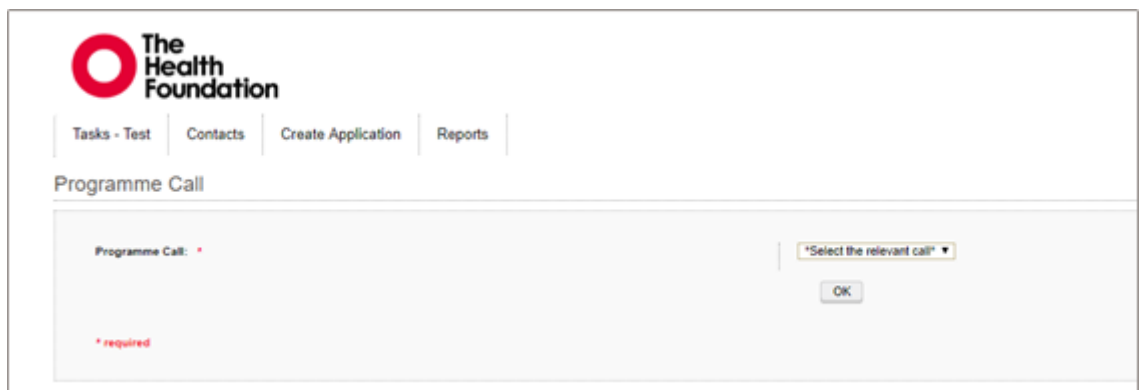 The
Health
Foundation
Tasks - Test Contacts Create Application Reports
Programme Call
Programme Call: * *Select the relevant call* ▼
OK
* required